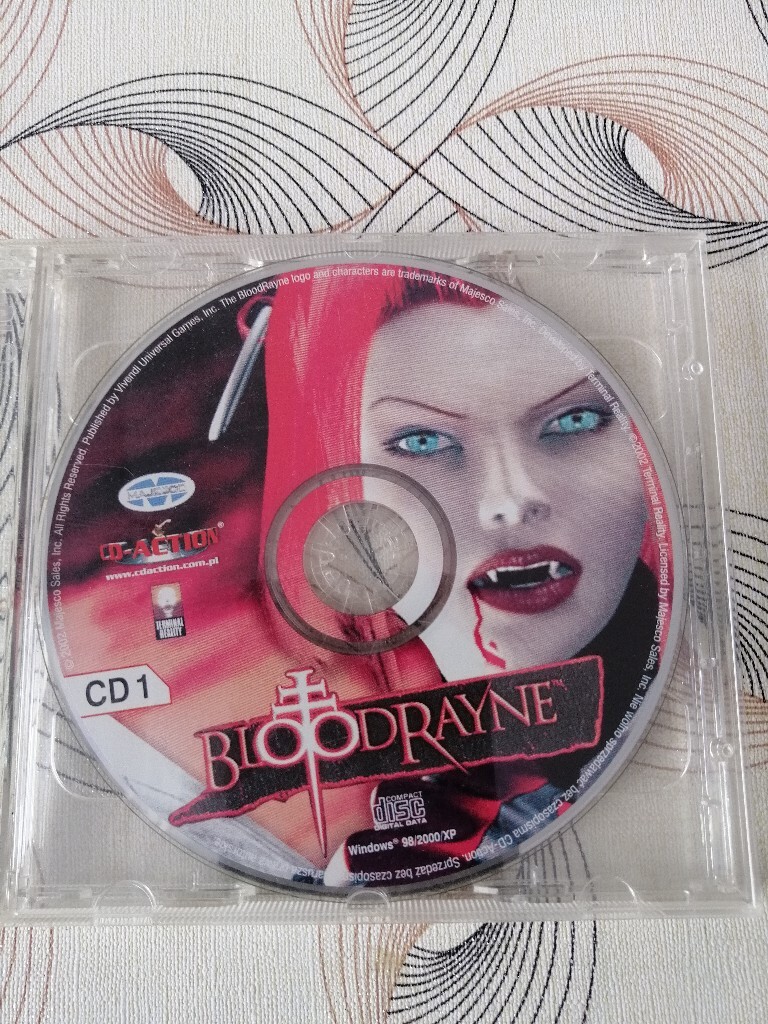 © 2002 Majesco Sales, Inc. All Rights Reserved. Published by Vivendi Universal Games, Inc. The BloodRayne logo and characters are trademarks of Majesco Sales, Inc. Developed by Terminal Reality. ©2002 Terminal Reality. Licensed by Majesco Sales, Inc. Nie wolno sprzedawać bez czasopisma CD-Action. Sprzedaż bez czasopisma
MAJESCO
CD-ACTION®
www.cdaction.com.pl
TERMINAL
REALITY
CD 1
BLOODRAYNE™
COMPACT
disc
DIGITAL DATA
Windows® 98/2000/XP